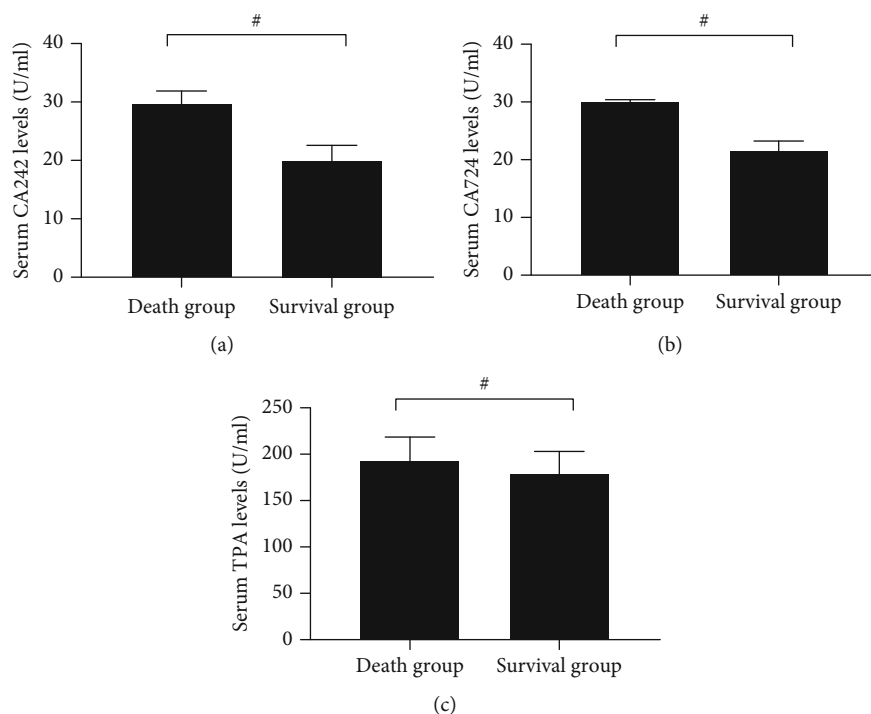 #
Serum CA242 levels (U/ml)
40
30
20
10
0
Death group
Survival group
(a)
#
Serum CA724 levels (U/ml)
40
30
20
10
0
Death group
Survival group
(b)
#
Serum TPA levels (U/ml)
250
200
150
100
50
0
Death group
Survival group
(c)